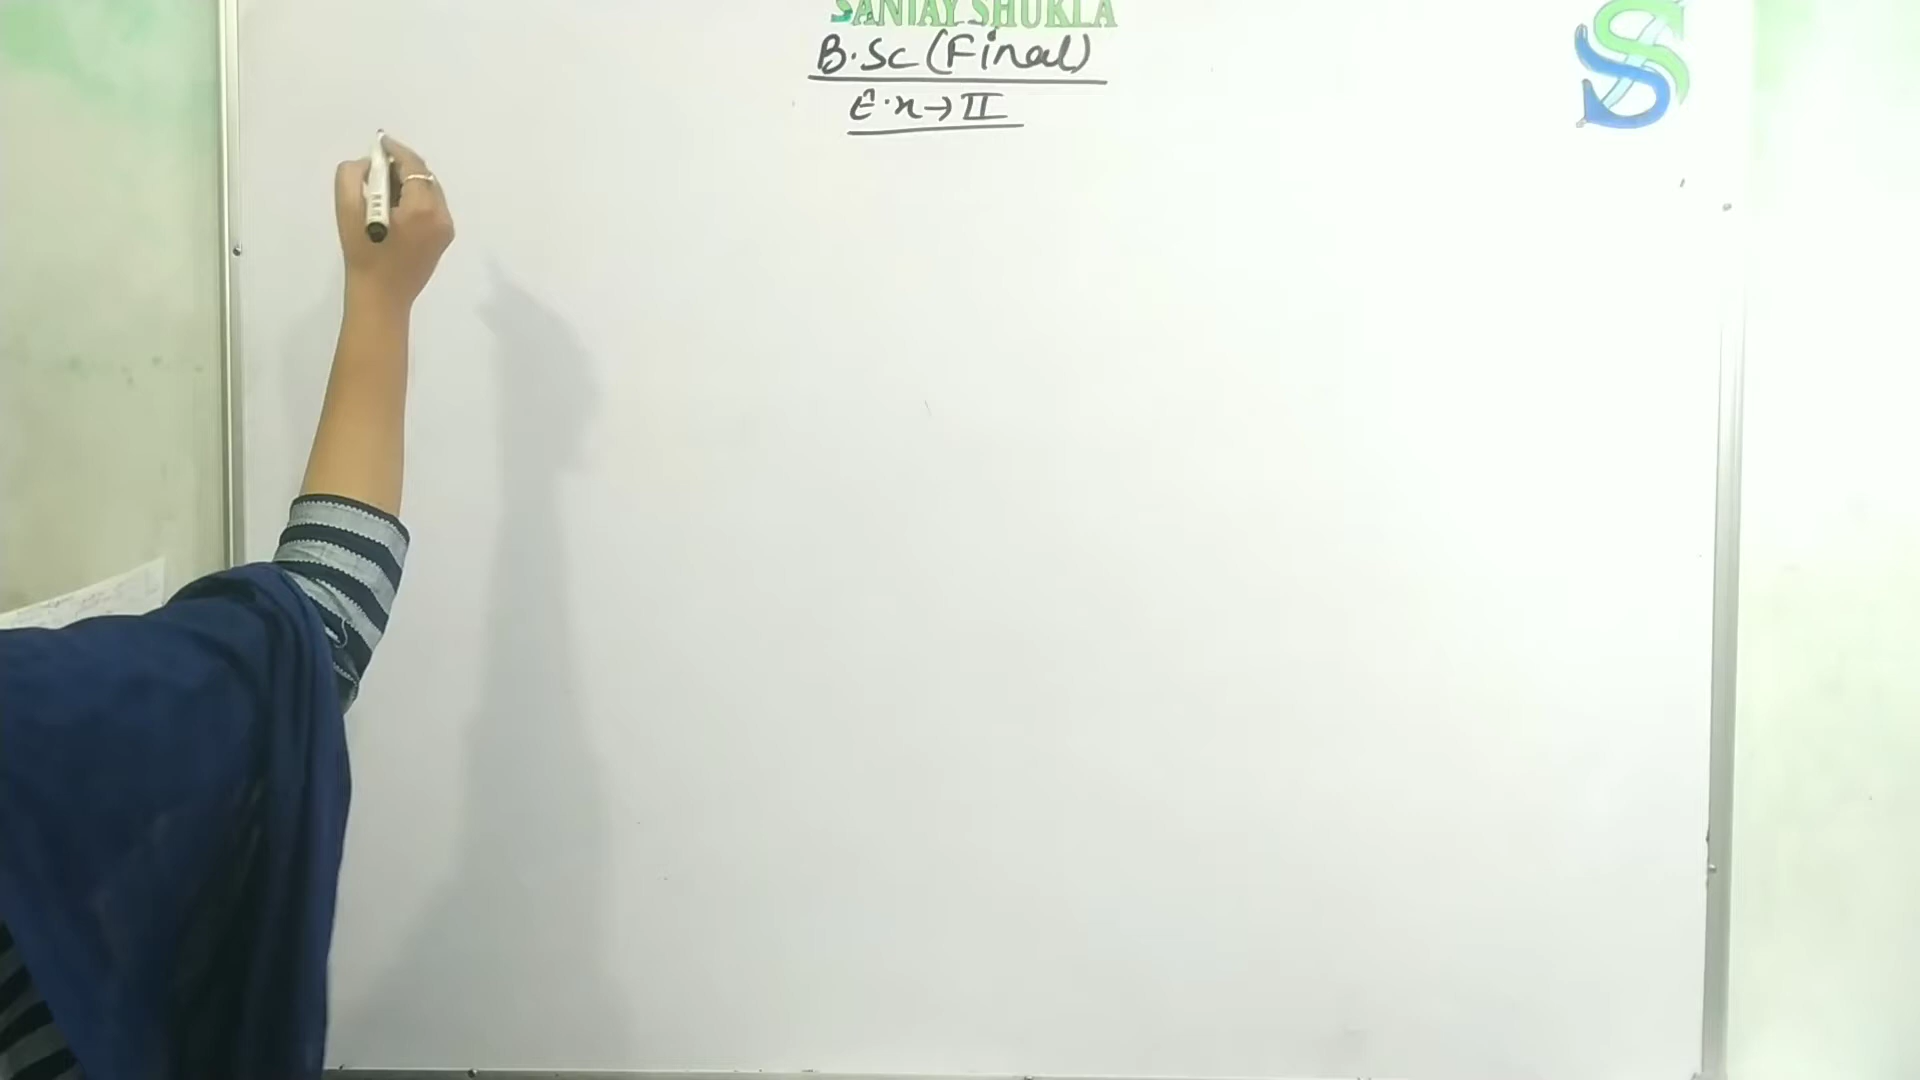 SANJAY SHUKLA
B.Sc (Final)
E.x → II